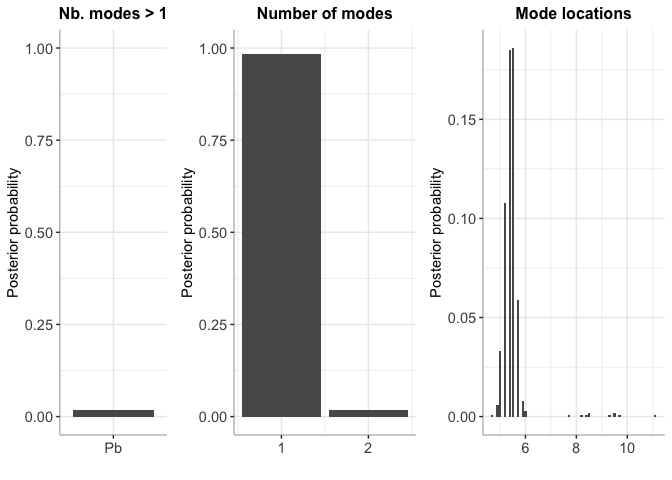 Nb. modes > 1
Number of modes
Mode locations
Posterior probability
1.00
0.75
0.50
0.25
0.00
Pb
Posterior probability
1.00
0.75
0.50
0.25
0.00
1
2
Posterior probability
0.15
0.10
0.05
0.00
6
8
10